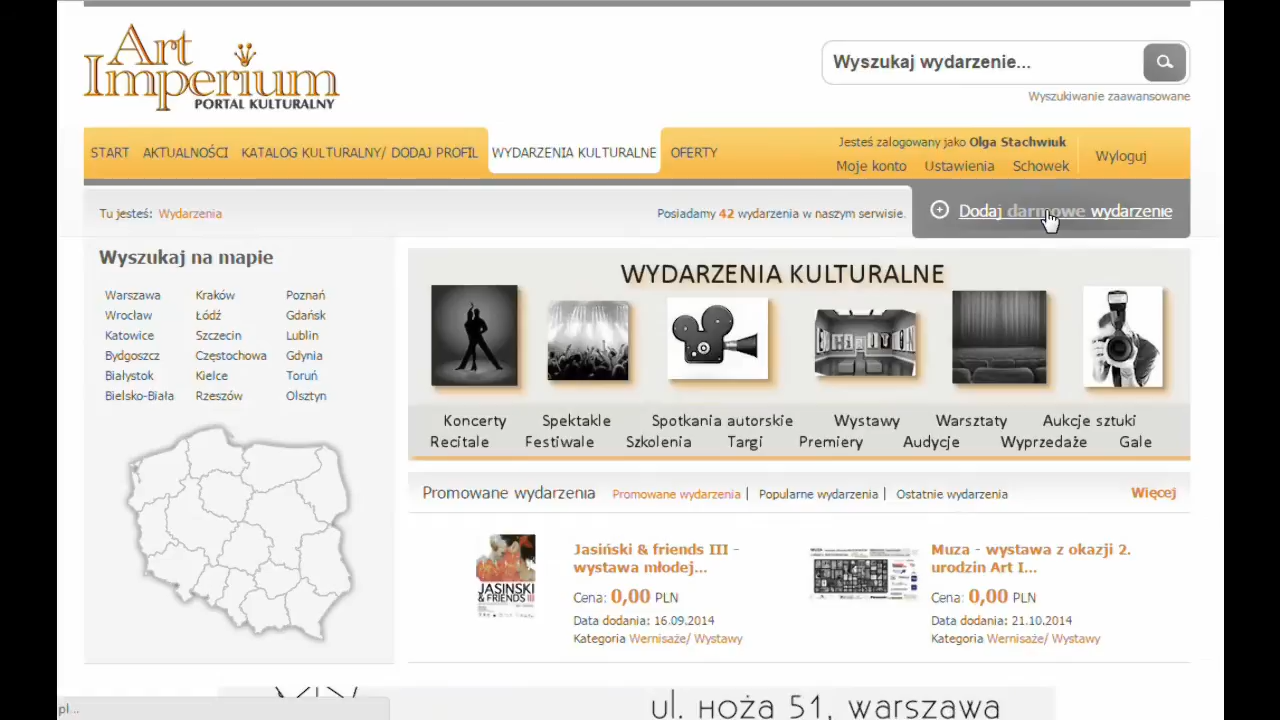 Art
Imperium
PORTAL KULTURALNY
Wyszukaj wydarzenie...
Wyszukiwanie zaawansowane
START AKTUALNOŚCI KATALOG KULTURALNY/ DODAJ PROFIL WYDARZENIA KULTURALNE OFERTY
Jesteś zalogowany jako Olga Stachwiuk
Moje konto Ustawienia Schowek Wyloguj
Tu jesteś: Wydarzenia
Posiadamy 42 wydarzenia w naszym serwisie.
Dodaj darmowe wydarzenie
Wyszukaj na mapie
Warszawa Kraków Poznań
Wrocław Łódź Gdańsk
Katowice Szczecin Lublin
Bydgoszcz Częstochowa Gdynia
Białystok Kielce Toruń
Bielsko-Biała Rzeszów Olsztyn
WYDARZENIA KULTURALNE
Koncerty Spektakle Spotkania autorskie Wystawy Warsztaty Aukcje sztuki
Recitale Festiwale Szkolenia Targi Premiery Audycje Wyprzedaże Gale
Promowane wydarzenia Promowane wydarzenia | Popularne wydarzenia | Ostatnie wydarzenia Więcej
JASIŃSKI
& FRIENDS III
Jasiński & friends III -
wystawa młodej...
Cena: 0,00 PLN
Data dodania: 16.09.2014
Kategoria Wernisaże/ Wystawy
Muza - wystawa z okazji 2.
urodzin Art I...
Cena: 0,00 PLN
Data dodania: 21.10.2014
Kategoria Wernisaże/ Wystawy
ul. HOŻA 51, warszawa
pl...